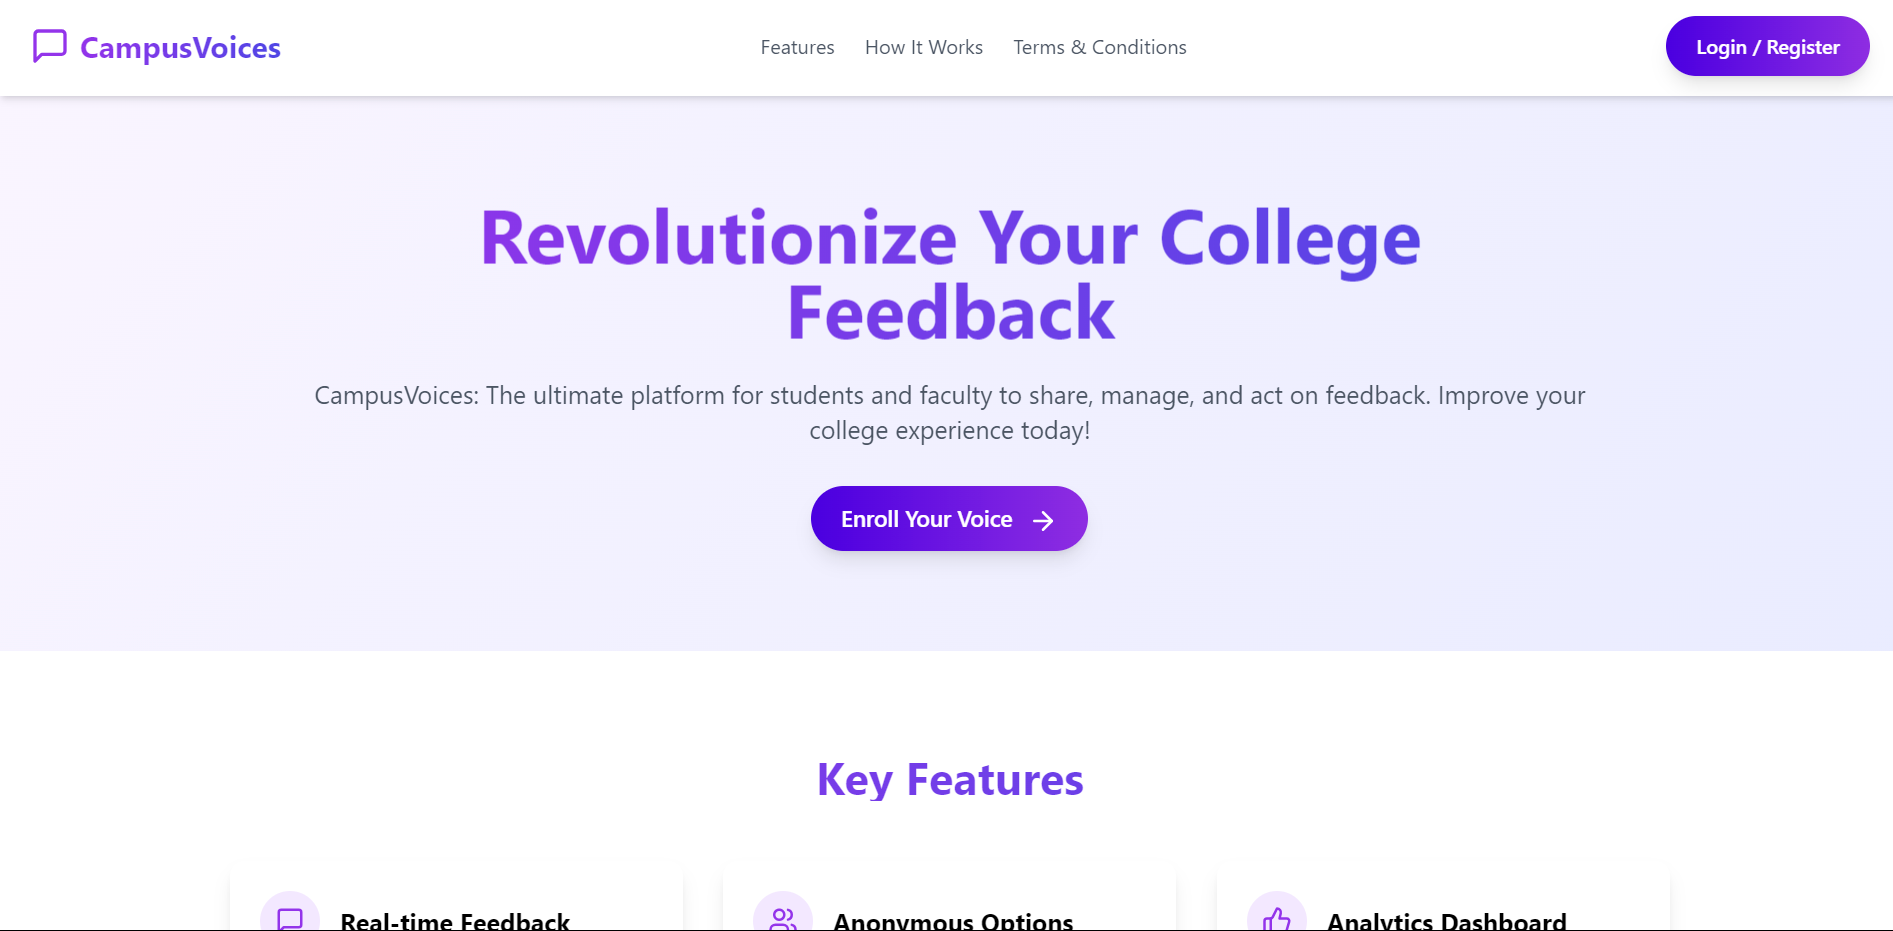 CampusVoices
Features
How It Works
Terms & Conditions
Login / Register
Revolutionize Your College
Feedback
CampusVoices: The ultimate platform for students and faculty to share, manage, and act on feedback. Improve your
college experience today!
Enroll Your Voice
Key Features
Real-time Feedback
Anonymous Options
Analytics Dashboard